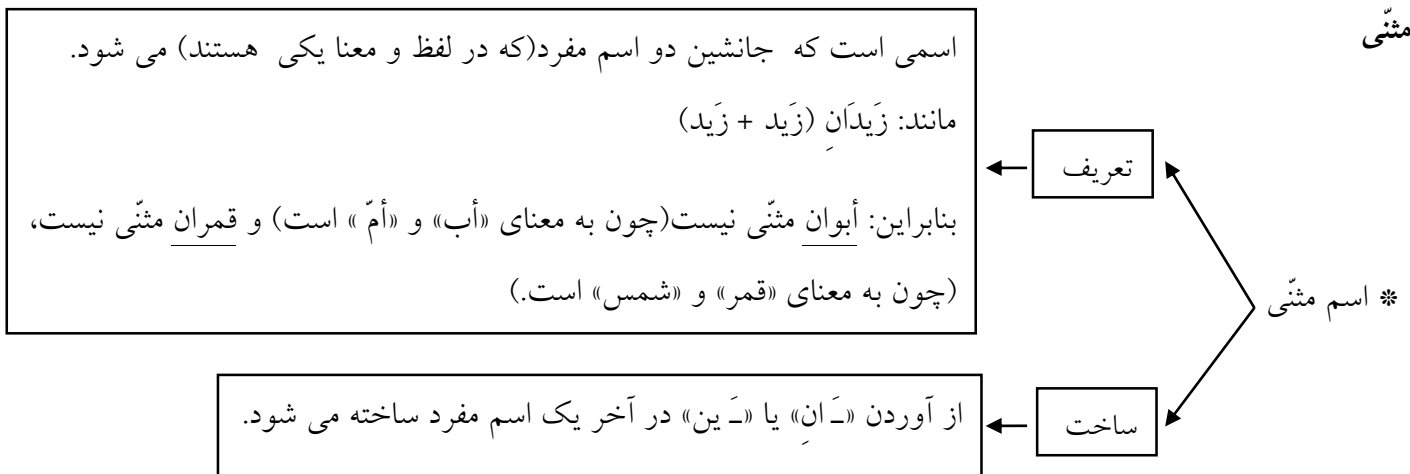 مثنّی
* اسم مثنّی
تعریف
اسمی است که جانشین دو اسم مفرد(که در لفظ و معنا یکی هستند) می شود.
مانند: زَیدَانِ (زَید + زَید)
بنابراین: أبوان مثنّی نیست(چون به معنای «أب» و «أمّ» است) و قمران مثنّی نیست،
(چون به معنای «قمر» و «شمس» است.)
ساخت
از آوردن «ـَ انِ» یا «ـَ ین» در آخر یک اسم مفرد ساخته می شود.